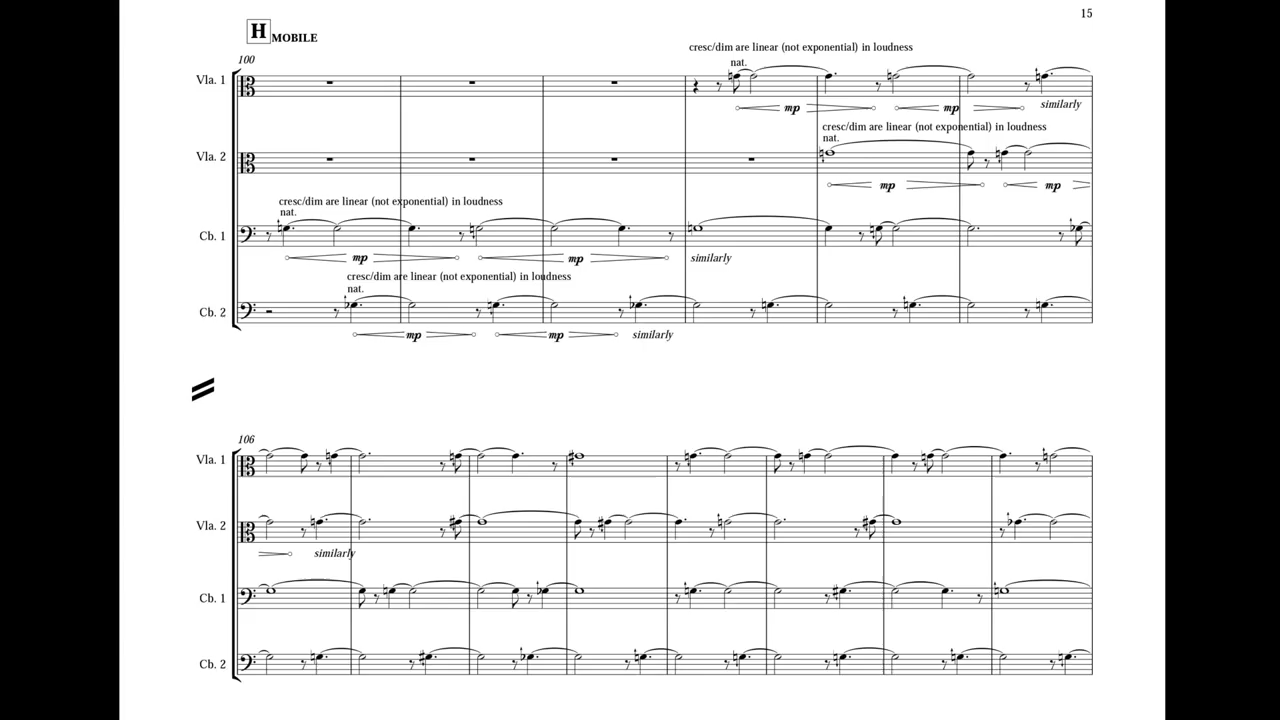 15
H MOBILE
cresc/dim are linear (not exponential) in loudness
100
nat.
Vla. 1
mp mp similarly
cresc/dim are linear (not exponential) in loudness
nat.
Vla. 2
mp mp
cresc/dim are linear (not exponential) in loudness
nat.
Cb. 1
mp mp similarly
cresc/dim are linear (not exponential) in loudness
nat.
Cb. 2
mp mp similarly
106
Vla. 1
Vla. 2
similarly
Cb. 1
Cb. 2